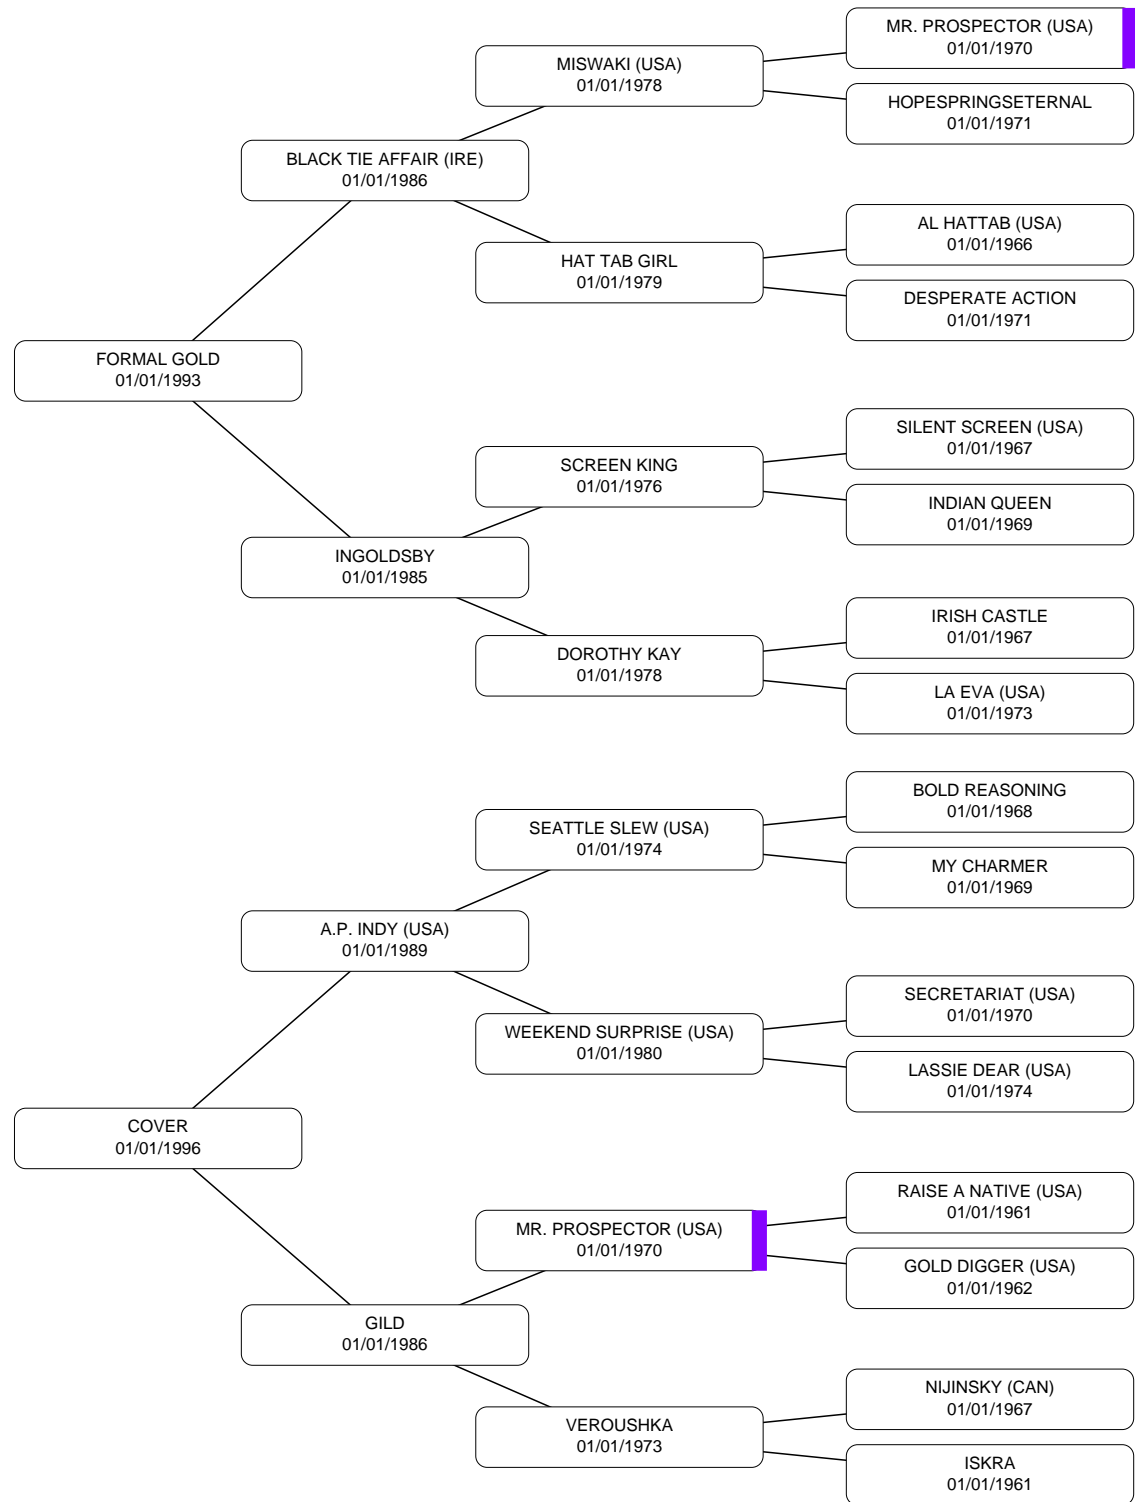 MR. PROSPECTOR (USA)
01/01/1970
MISWAKI (USA)
01/01/1978
HOPESPRINGSETERNAL
01/01/1971
BLACK TIE AFFAIR (IRE)
01/01/1986
AL HATTAB (USA)
01/01/1966
HAT TAB GIRL
01/01/1979
DESPERATE ACTION
01/01/1971
FORMAL GOLD
01/01/1993
SILENT SCREEN (USA)
01/01/1967
SCREEN KING
01/01/1976
INDIAN QUEEN
01/01/1969
INGOLDSBY
01/01/1985
IRISH CASTLE
01/01/1967
DOROTHY KAY
01/01/1978
LA EVA (USA)
01/01/1973
BOLD REASONING
01/01/1968
SEATTLE SLEW (USA)
01/01/1974
MY CHARMER
01/01/1969
A.P. INDY (USA)
01/01/1989
SECRETARIAT (USA)
01/01/1970
WEEKEND SURPRISE (USA)
01/01/1980
LASSIE DEAR (USA)
01/01/1974
COVER
01/01/1996
RAISE A NATIVE (USA)
01/01/1961
MR. PROSPECTOR (USA)
01/01/1970
GOLD DIGGER (USA)
01/01/1962
GILD
01/01/1986
NIJINSKY (CAN)
01/01/1967
VEROUSHKA
01/01/1973
ISKRA
01/01/1961